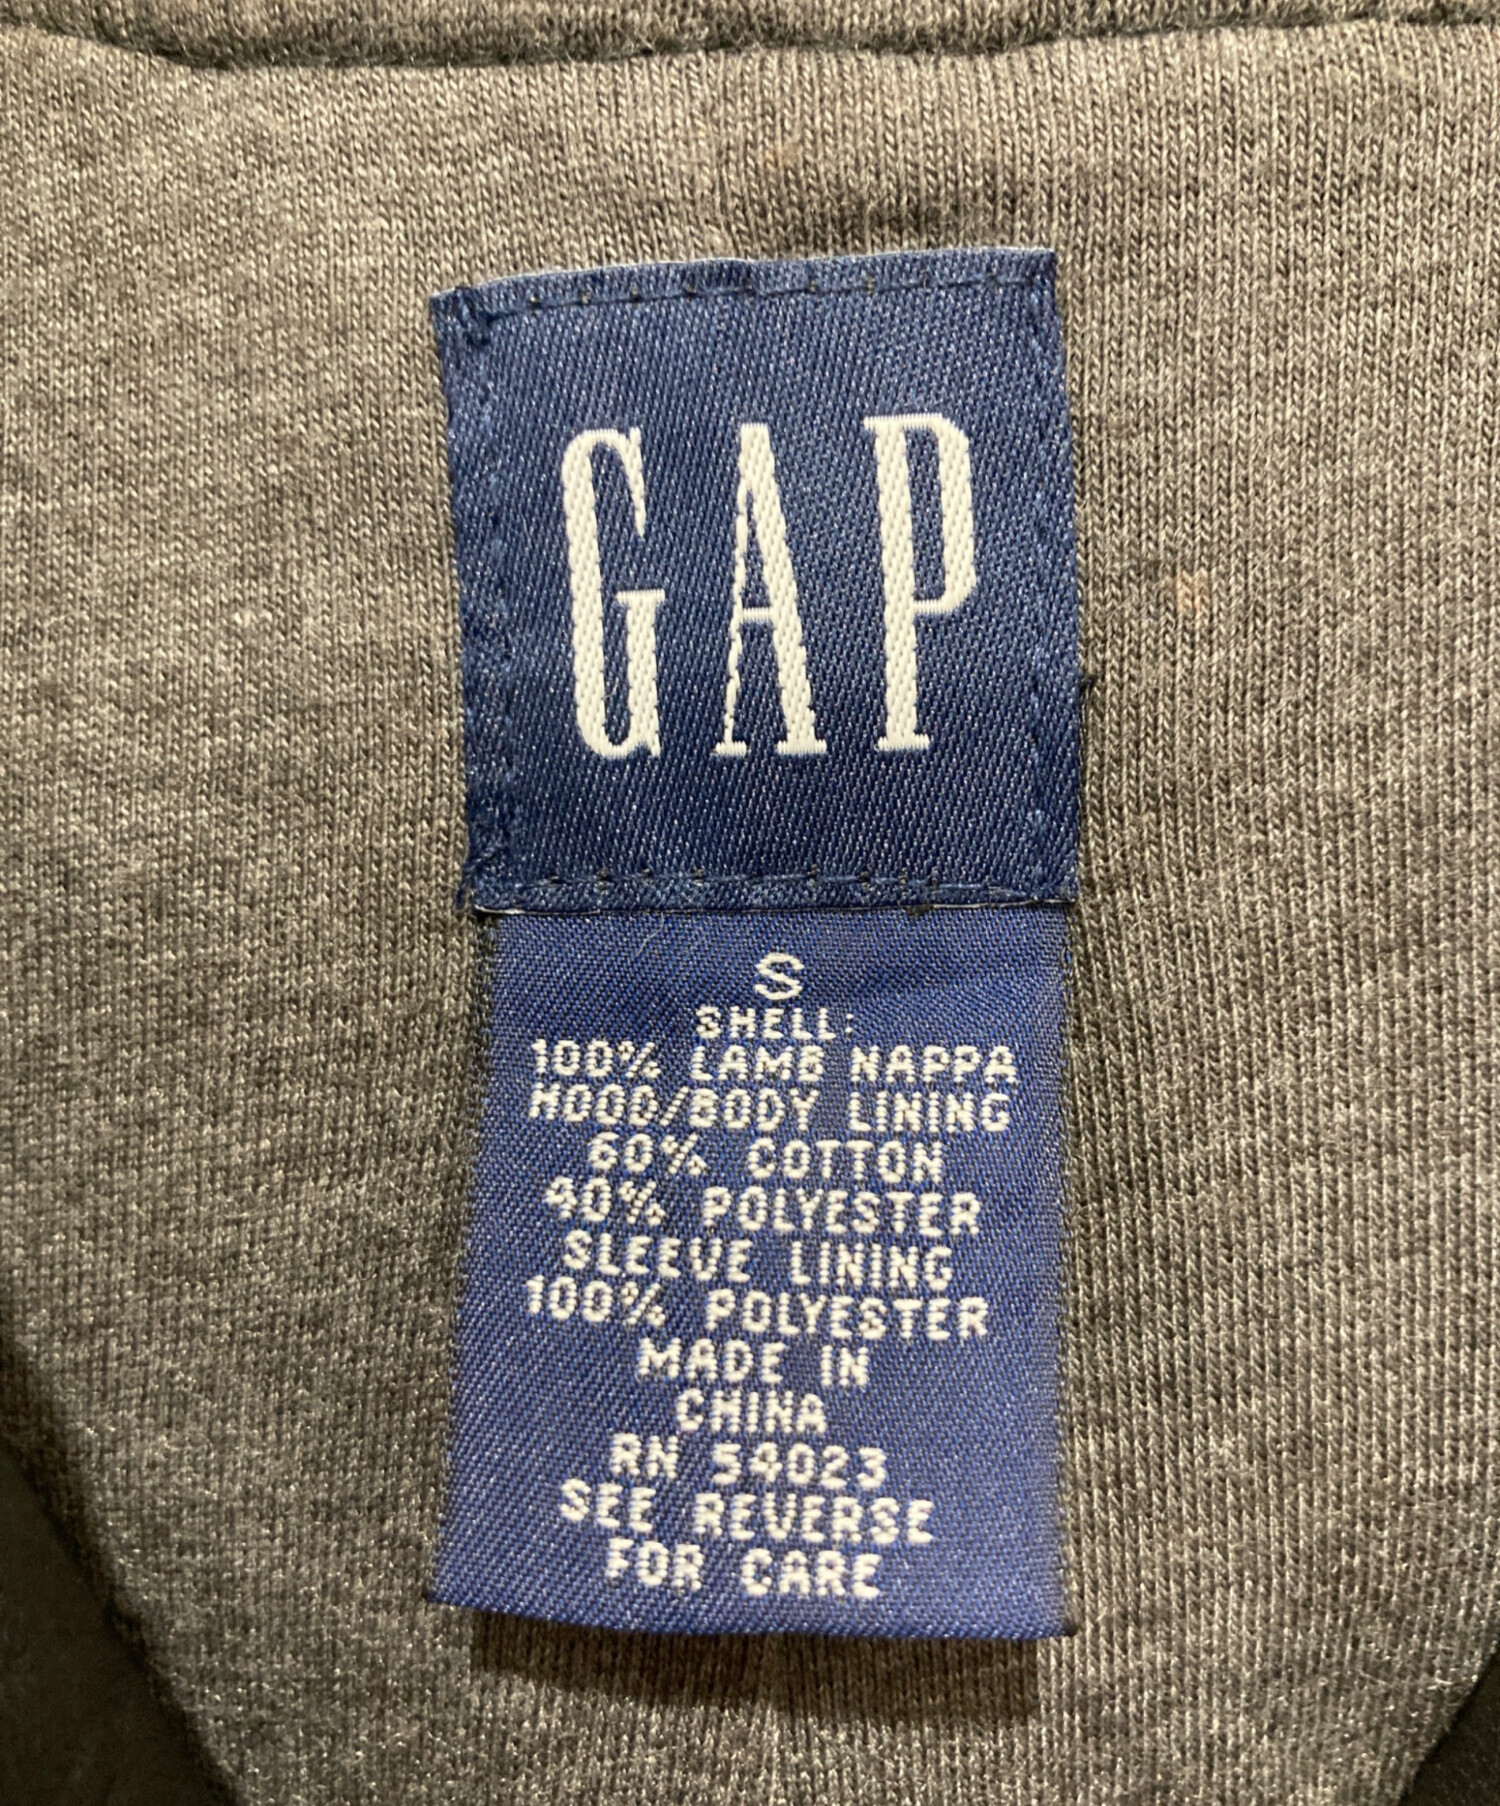 GAP
S
SHELL:
100% LAMB NAPPA
HOOD/BODY LINING
60% COTTON
40% POLYESTER
SLEEVE LINING
100% POLYESTER
MADE IN
CHINA
RN 54023
SEE REVERSE
FOR CARE